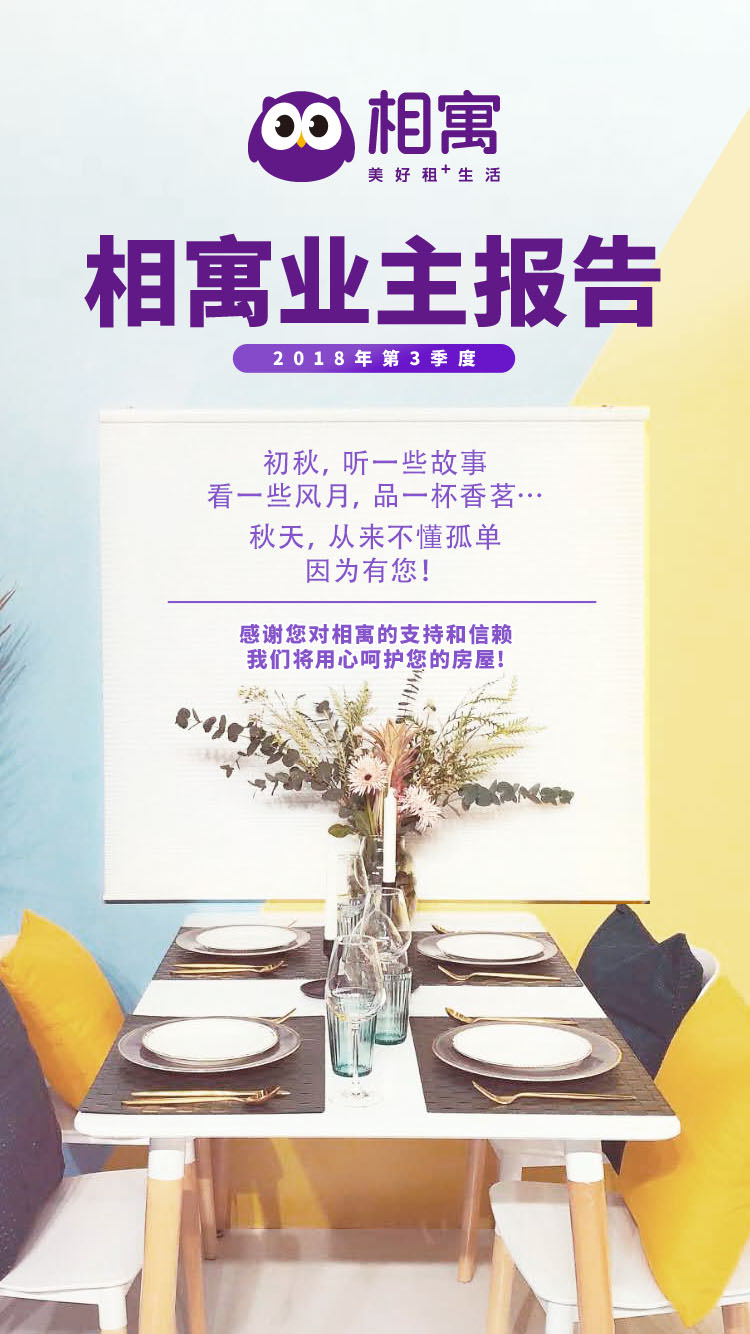 相寓
美好租+生活
相寓业主报告
2018年第3季度
初秋，听一些故事
看一些风月，品一杯香茗…
秋天，从来不懂孤单
因为有您！
感谢您对相寓的支持和信赖
我们将用心呵护您的房屋!